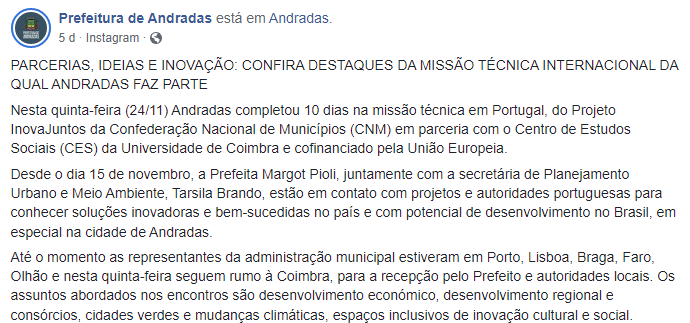 Prefeitura de Andradas está em Andradas.
5 d · Instagram ·
PARCERIAS, IDEIAS E INOVAÇÃO: CONFIRA DESTAQUES DA MISSÃO TÉCNICA INTERNACIONAL DA
QUAL ANDRADAS FAZ PARTE
Nesta quinta-feira (24/11) Andradas completou 10 dias na missão técnica em Portugal, do Projeto
InovaJuntos da Confederação Nacional de Municípios (CNM) em parceria com o Centro de Estudos
Sociais (CES) da Universidade de Coimbra e cofinanciado pela União Europeia.
Desde o dia 15 de novembro, a Prefeita Margot Pioli, juntamente com a secretária de Planejamento
Urbano e Meio Ambiente, Tarsila Brando, estão em contato com projetos e autoridades portuguesas para
conhecer soluções inovadoras e bem-sucedidas no país e com potencial de desenvolvimento no Brasil, em
especial na cidade de Andradas.
Até o momento as representantes da administração municipal estiveram em Porto, Lisboa, Braga, Faro,
Olhão e nesta quinta-feira seguem rumo à Coimbra, para a recepção pelo Prefeito e autoridades locais. Os
assuntos abordados nos encontros são desenvolvimento econômico, desenvolvimento regional e
consórcios, cidades verdes e mudanças climáticas, espaços inclusivos de inovação cultural e social.